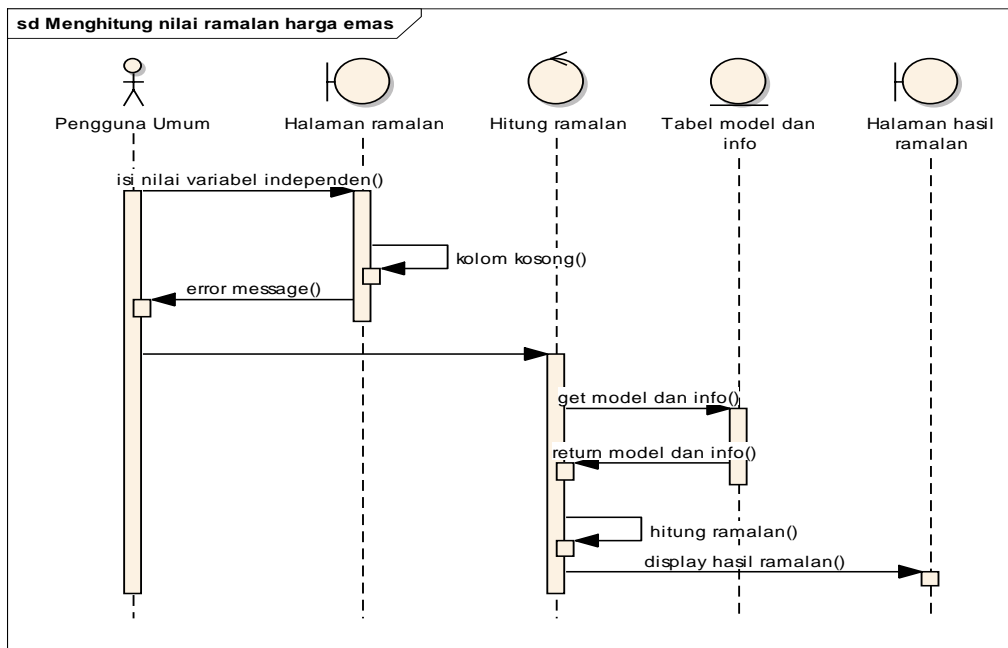 sd Menghitung nilai ramalan harga emas
Pengguna Umum
Halaman ramalan
Hitung ramalan
Tabel model dan
info
Halaman hasil
ramalan
isi nilai variabel independen()
kolom kosong()
error message()
get model dan info()
return model dan info()
hitung ramalan()
display hasil ramalan()